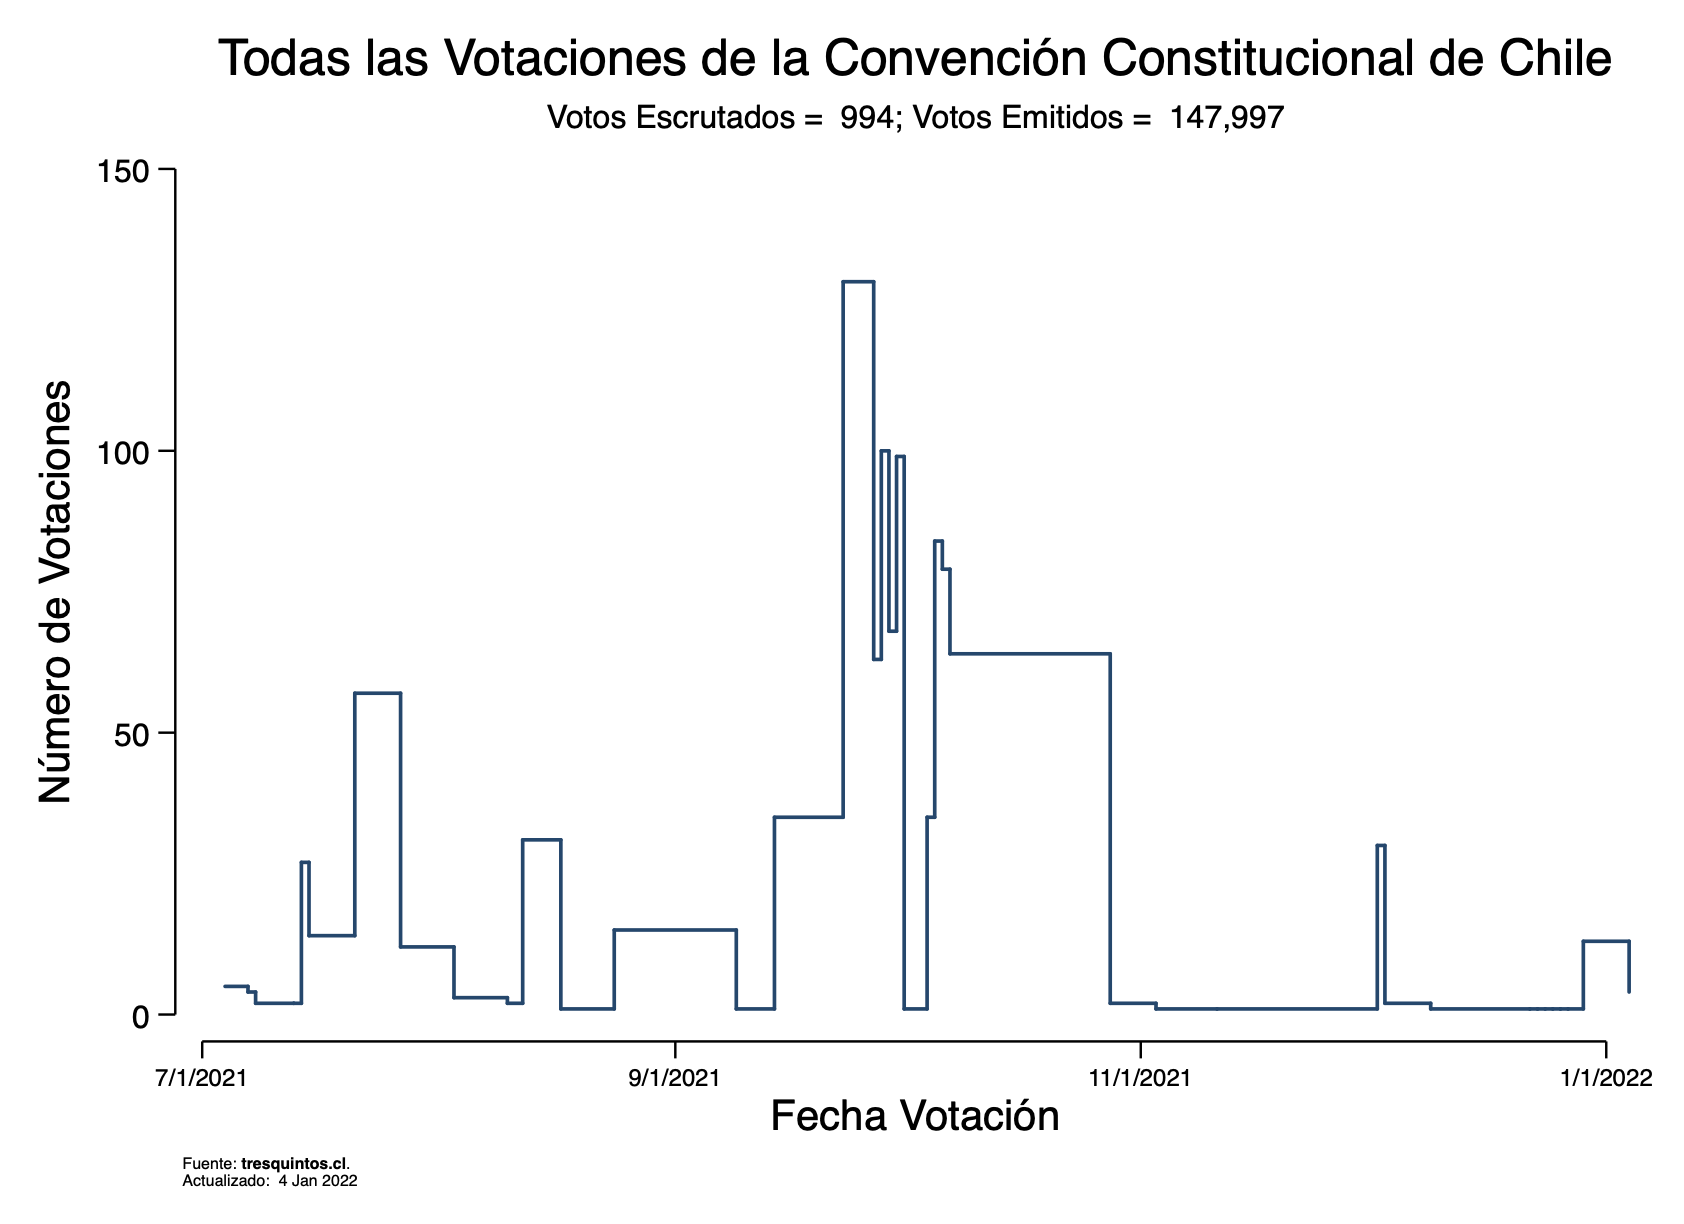 Todas las Votaciones de la Convención Constitucional de Chile
Votos Escrutados = 994; Votos Emitidos = 147,997
Número de Votaciones
150
100
50
0
7/1/2021 9/1/2021 11/1/2021 1/1/2022
Fecha Votación
Fuente: tresquintos.cl.
Actualizado: 4 Jan 2022